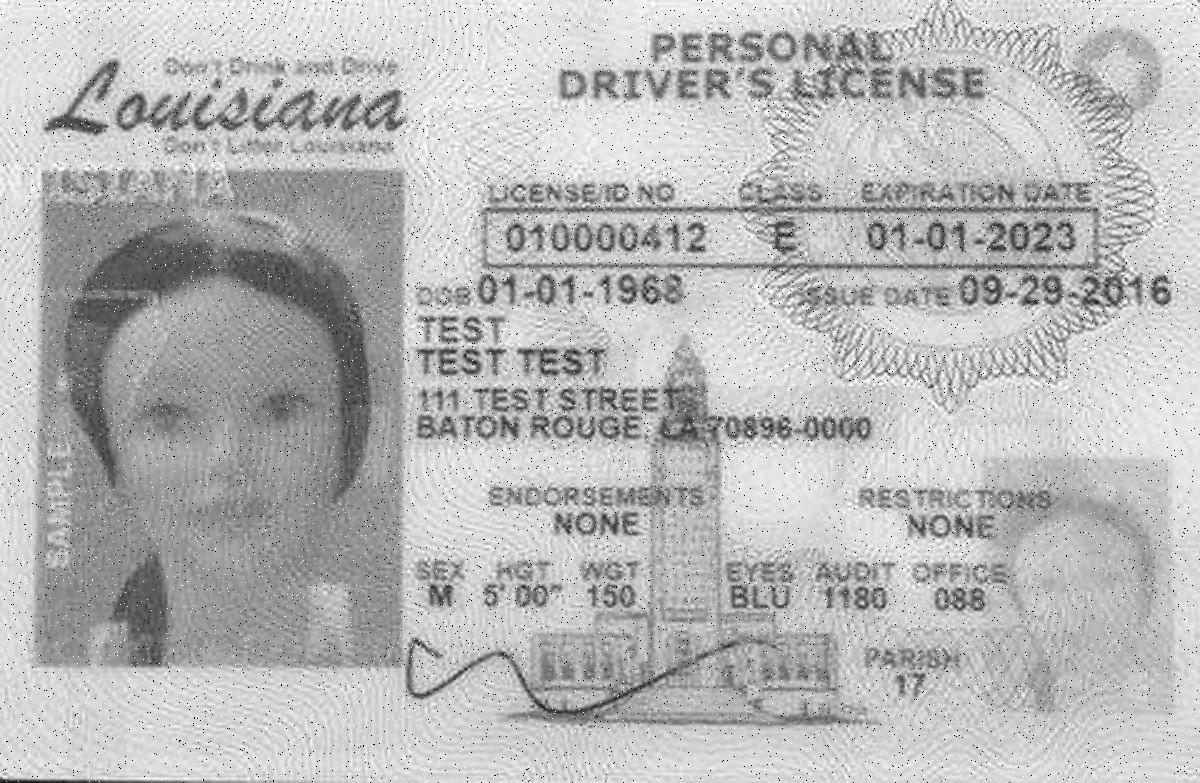 PERSONAL
DRIVER'S LICENSE
Don't Drink and Drive
Louisiana
Don't Litter Louisiana
LICENSE/ID NO CLASS EXPIRATION DATE
010000412 E 01-01-2023
DOB 01-01-1968 ISSUE DATE 09-29-2016
TEST
TEST TEST
111 TEST STREET
BATON ROUGE, LA 70896-0000
SAMPLE
ENDORSEMENTS RESTRICTIONS
NONE NONE
SEX HGT WGT EYES AUDIT OFFICE
M 5' 00" 150 BLU 1180 088
PARISH
17